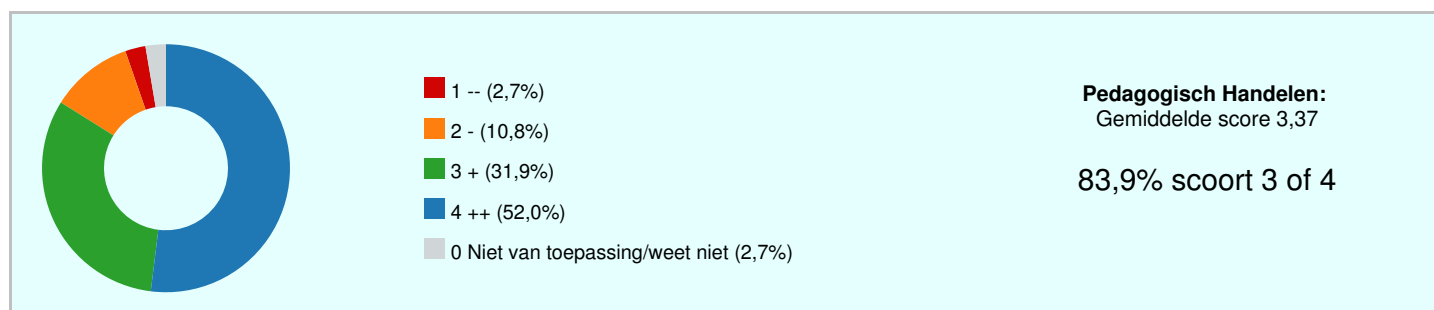 1 -- (2,7%)
2 - (10,8%)
3 + (31,9%)
4 ++ (52,0%)
0 Niet van toepassing/weet niet (2,7%)
Pedagogisch Handelen:
Gemiddelde score 3,37
83,9% scoort 3 of 4